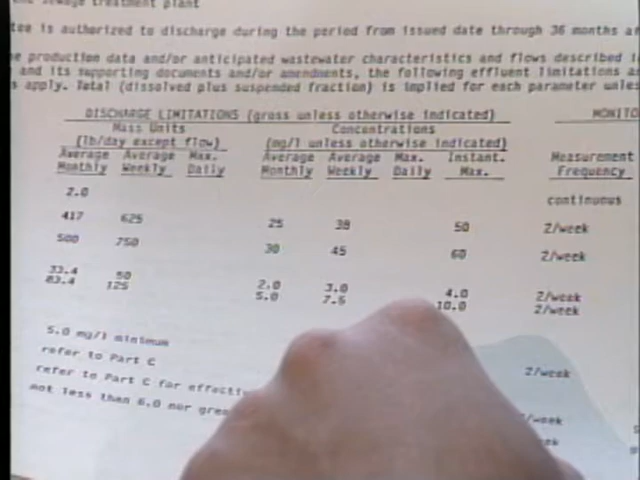 sewage treatment plant
is authorized to discharge during the period from issued date through 36 months
production data and/or anticipated wastewater characteristics and flows described
and its supporting documents and/or amendments, the following effluent limitations
apply. Total (dissolved plus suspended fraction) is implied for each parameter
DISCHARGE LIMITATIONS (gross unless otherwise indicated) MONITO
Mass Units Concentrations
(lb/day except flow) (mg/l unless otherwise indicated)
Average Average Max. Average Average Max. Instant. Measurement
Monthly Weekly Daily Monthly Weekly Daily Max. Frequency
2.0 continuous
417 625 25 38 50 2/week
500 750 30 45 60 2/week
33.4 50 2.0 3.0 4.0 2/week
83.4 125 5.0 7.5 10.0 2/week
5.0 mg/l minimum
refer to Part C 2/week
refer to Part C for effecti
not less than 6.0 nor gre /week